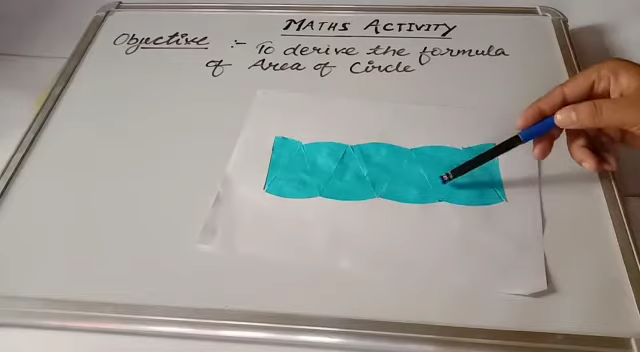 Maths Activity
Objective :- To derive the formula
of Area of Circle